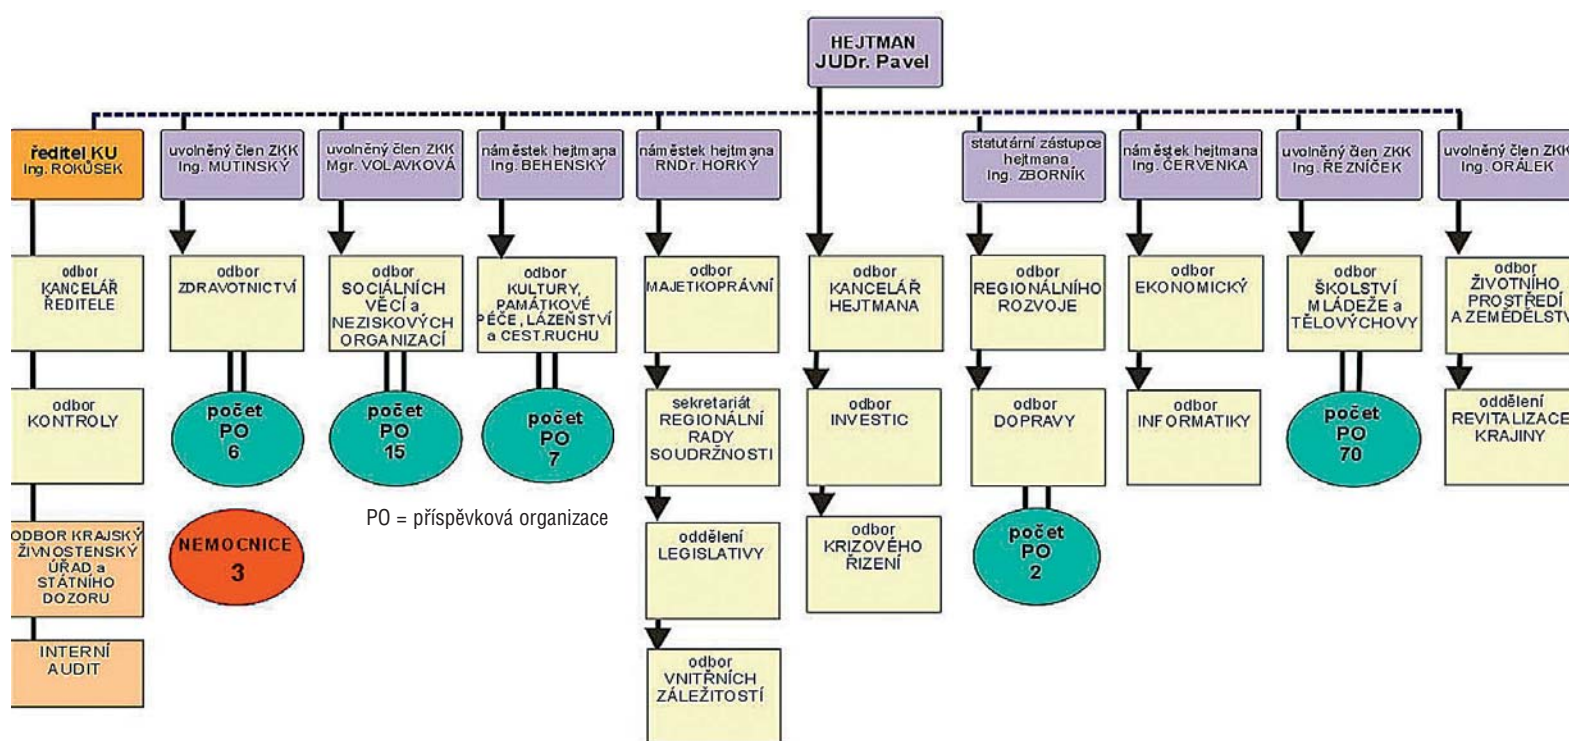 HEJTMAN
JUDr. Pavel
ředitel KU
Ing. ROKŮSEK
uvolněný člen ZKK
Ing. MUTINSKÝ
uvolněný člen ZKK
Mgr. VOLAVKOVÁ
náměstek hejtmana
Ing. BEHENSKÝ
náměstek hejtmana
RNDr. HORKÝ
statutární zástupce
hejtmana
Ing. ZBORNÍK
náměstek hejtmana
Ing. ČERVENKA
uvolněný člen ZKK
Ing. ŘEZNÍČEK
uvolněný člen ZKK
Ing. ORÁLEK
odbor
KANCELÁŘ
ŘEDITELE
odbor
ZDRAVOTNICTVÍ
odbor
SOCIÁLNÍCH
VĚCÍ a
NEZISKOVÝCH
ORGANIZACÍ
odbor
KULTURY,
PAMÁTKOVÉ
PÉČE, LÁZEŇSTVÍ
a CEST.RUCHU
odbor
MAJETKOPRÁVNÍ
odbor
KANCELÁŘ
HEJTMANA
odbor
REGIONÁLNÍHO
ROZVOJE
odbor
EKONOMICKÝ
odbor
ŠKOLSTVÍ
MLÁDEŽE a
TĚLOVÝCHOVY
odbor
ŽIVOTNÍHO
PROSTŘEDÍ
A ZEMĚDĚLSTV
odbor
KONTROLY
počet
PO
6
počet
PO
15
počet
PO
7
sekretariát
REGIONÁLNÍ
RADY
SOUDRŽNOSTI
odbor
INVESTIC
odbor
DOPRAVY
odbor
INFORMATIKY
počet
PO
70
oddělení
REVITALIZACE
KRAJINY
PO = příspěvková organizace
ODBOR KRAJSKÝ
ŽIVNOSTENSKÝ
ÚŘAD a
STÁTNÍHO
DOZORU
NEMOCNICE
3
oddělení
LEGISLATIVY
odbor
KRIZOVÉHO
ŘIZENÍ
počet
PO
2
INTERNÍ
AUDIT
odbor
VNITŘNÍCH
ZÁLEŽITOSTÍ